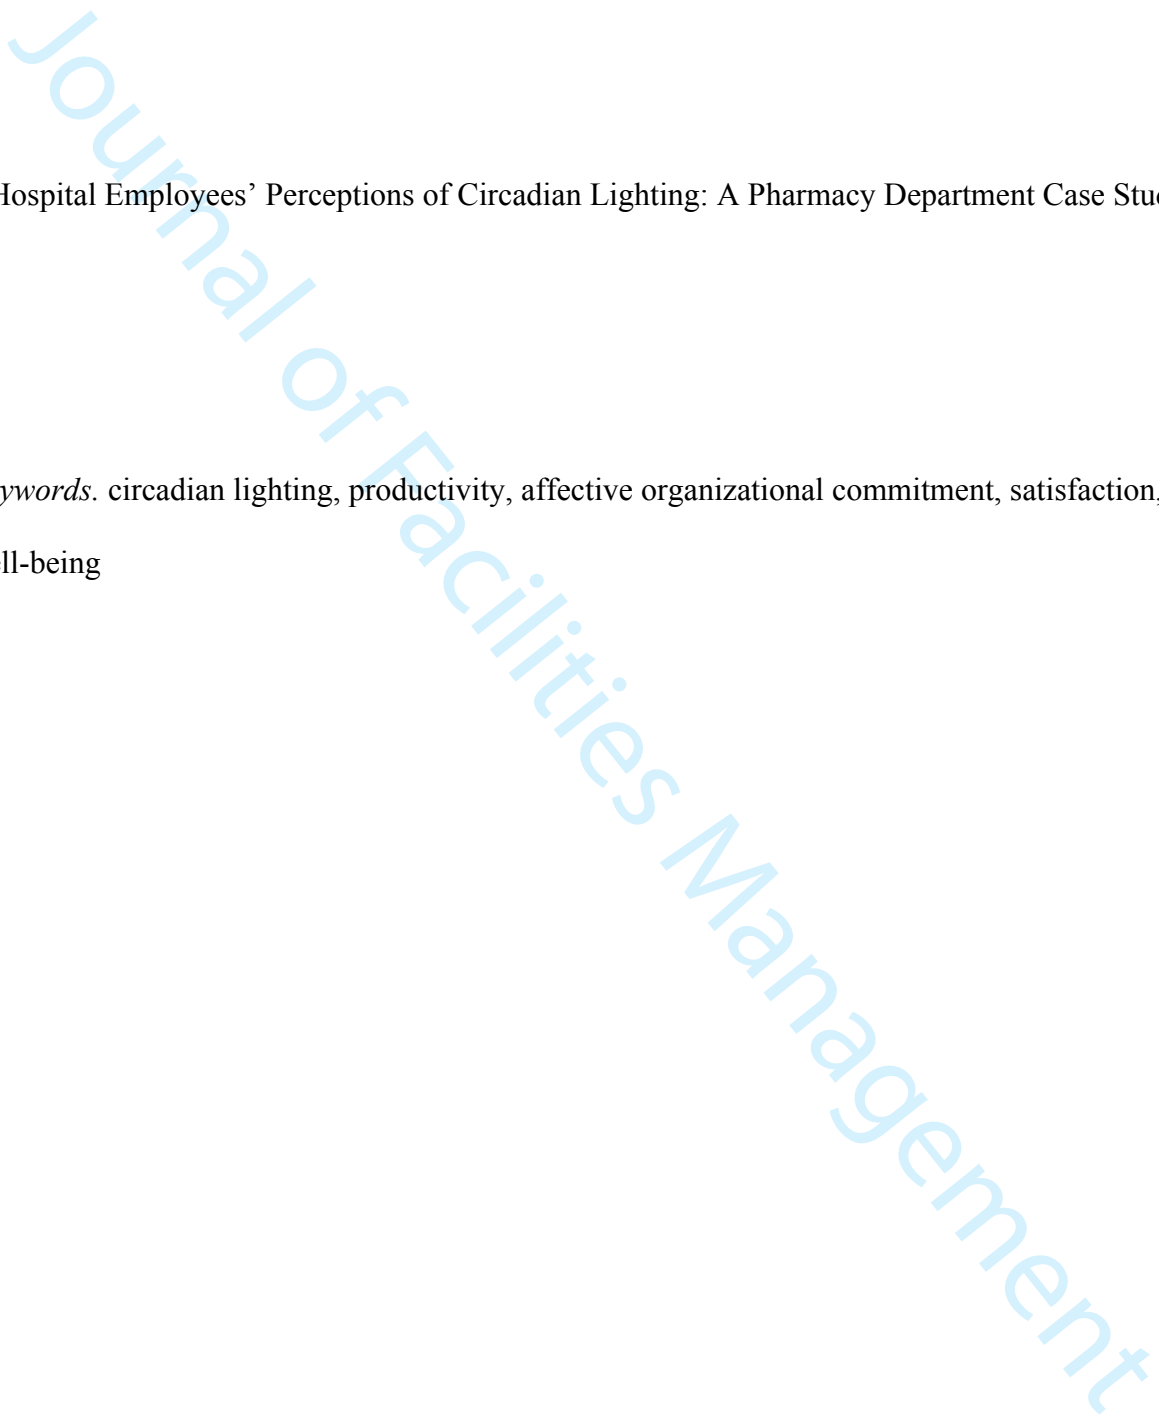 Hospital Employees’ Perceptions of Circadian Lighting: A Pharmacy Department Case Stu
ywords. circadian lighting, productivity, affective organizational commitment, satisfaction,
ll-being
Journal of Facilities Management